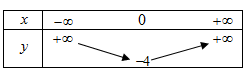 x −∞ 0 +∞
y +∞ −4 +∞